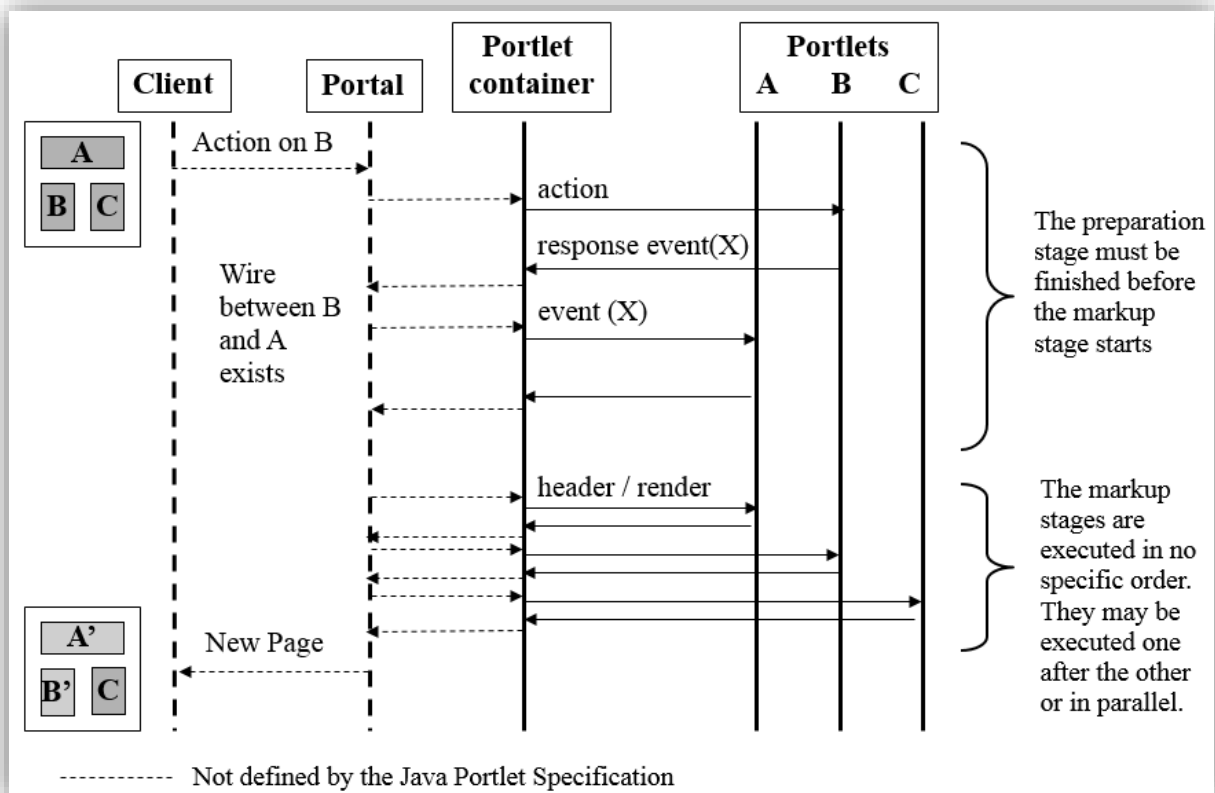 Client
Portal
Portlet
container
Portlets
A B C
A
B C
Action on B
action
response event(X)
Wire
between B
and A
exists
event (X)
The preparation
stage must be
finished before
the markup
stage starts
header / render
The markup
stages are
executed in no
specific order.
They may be
executed one
after the other
or in parallel.
A’
B’ C
New Page
Not defined by the Java Portlet Specification